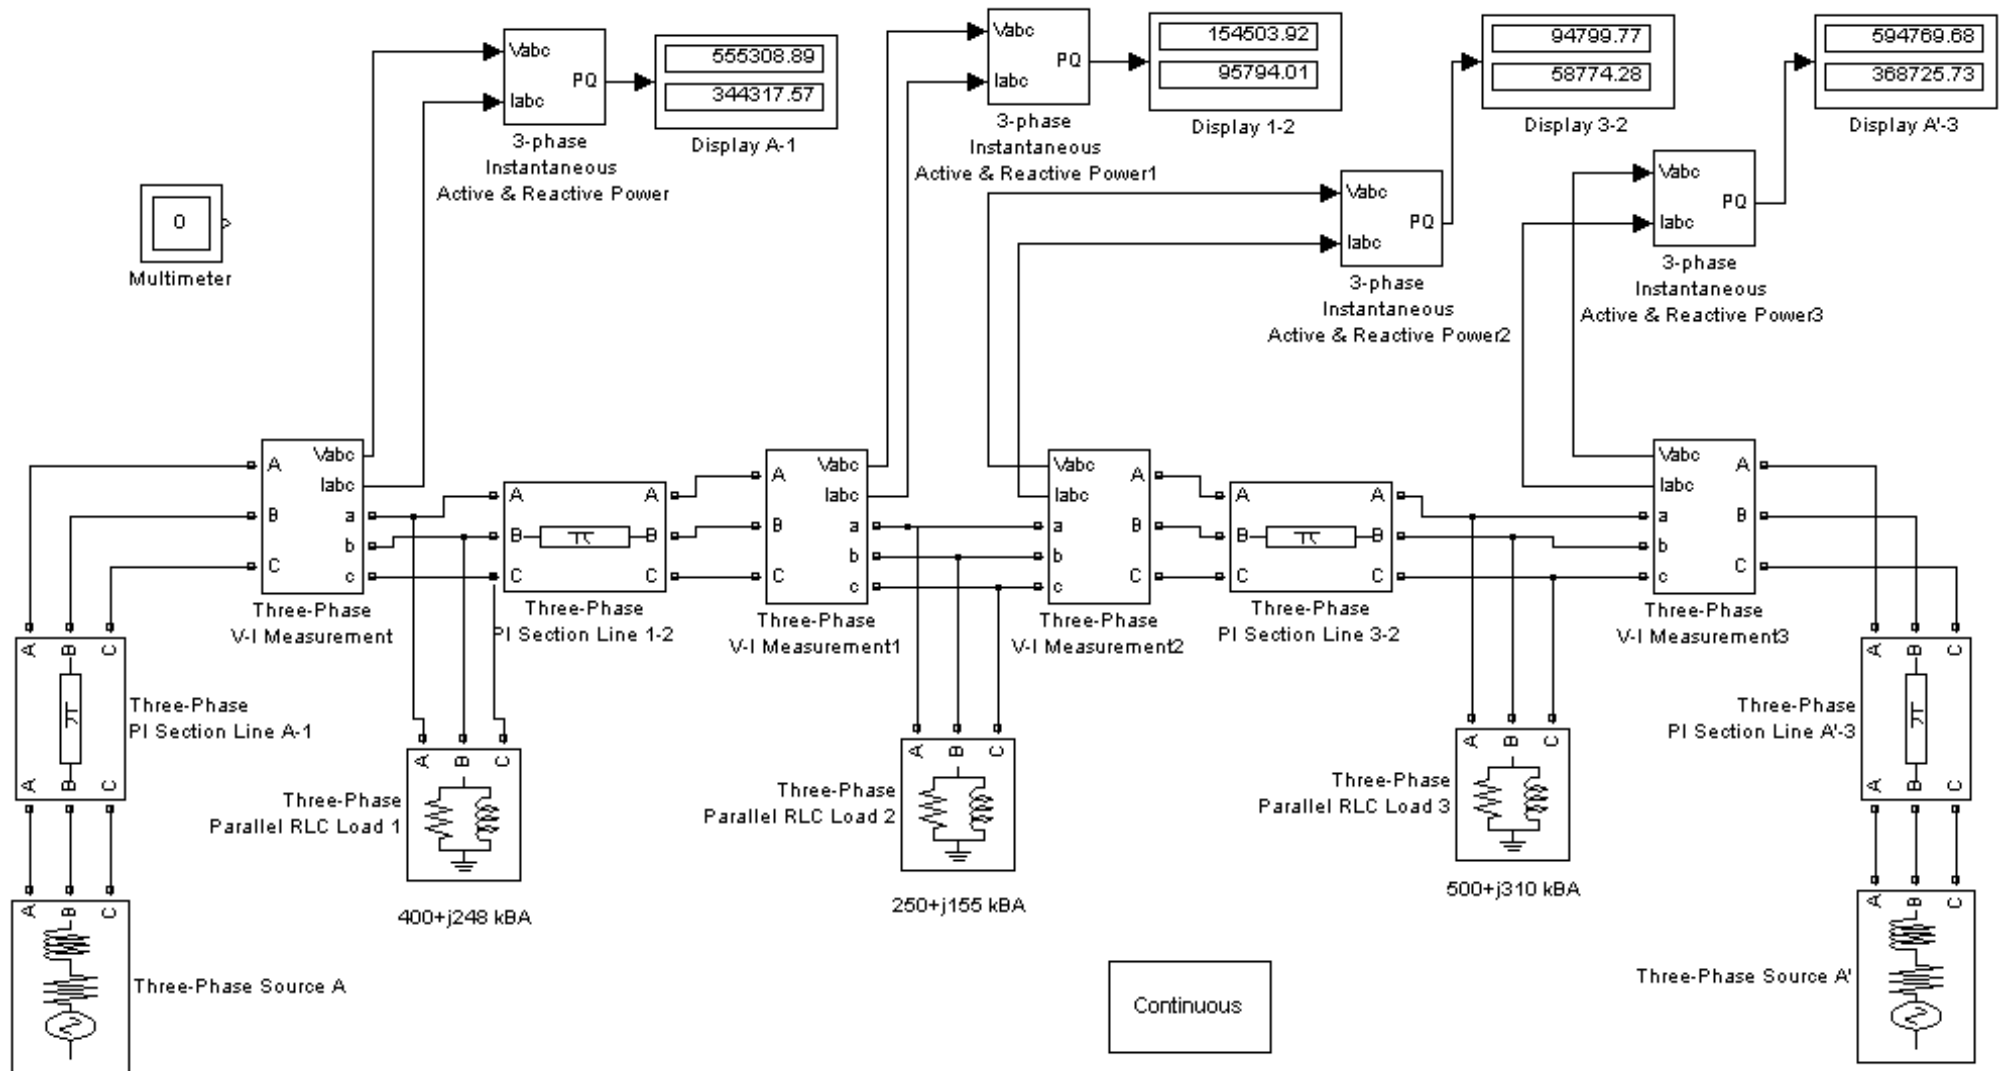 Vabc
Iabc
PQ
3-phase
Instantaneous
Active & Reactive Power
555308.89
344317.57
Display A-1
Vabc
Iabc
PQ
3-phase
Instantaneous
Active & Reactive Power1
154503.92
95794.01
Display 1-2
94799.77
58774.28
Display 3-2
594769.68
368725.73
Display A'-3
Vabc
Iabc
PQ
3-phase
Instantaneous
Active & Reactive Power2
Vabc
Iabc
PQ
3-phase
Instantaneous
Active & Reactive Power3
0
Multimeter
A
B
C
Vabc
Iabc
a
b
c
Three-Phase
V-I Measurement
A A
B B
C C
Three-Phase
PI Section Line 1-2
A
B
C
Vabc
Iabc
a
b
c
Three-Phase
V-I Measurement1
Vabc
Iabc
a
b
c
A
B
C
Three-Phase
V-I Measurement2
A A
B B
C C
Three-Phase
PI Section Line 3-2
Vabc
Iabc
a
b
c
A
B
C
Three-Phase
V-I Measurement3
A B C
Three-Phase
PI Section Line A-1
A B C
A B C
Three-Phase
Parallel RLC Load 1
400+j248 kBA
A B C
Three-Phase
Parallel RLC Load 2
250+j155 kBA
A B C
Three-Phase
Parallel RLC Load 3
500+j310 kBA
A B C
Three-Phase
PI Section Line A'-3
A B C
A B C
Three-Phase Source A
Continuous
A B C
Three-Phase Source A'